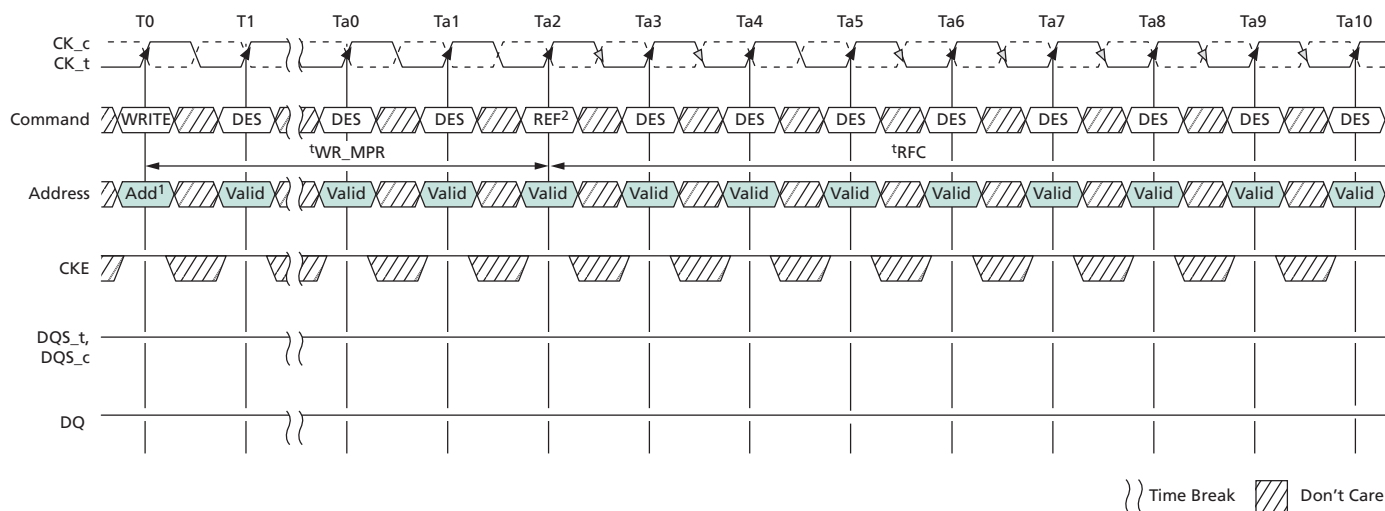 T0 T1 Ta0 Ta1 Ta2 Ta3 Ta4 Ta5 Ta6 Ta7 Ta8 Ta9 Ta10
CK_c
CK_t
Command WRITE DES DES DES REF² DES DES DES DES DES DES DES DES
ᵗWR_MPR ᵗRFC
Address Add¹ Valid Valid Valid Valid Valid Valid Valid Valid Valid Valid Valid Valid
CKE
DQS_t,
DQS_c
DQ
Time Break Don't Care